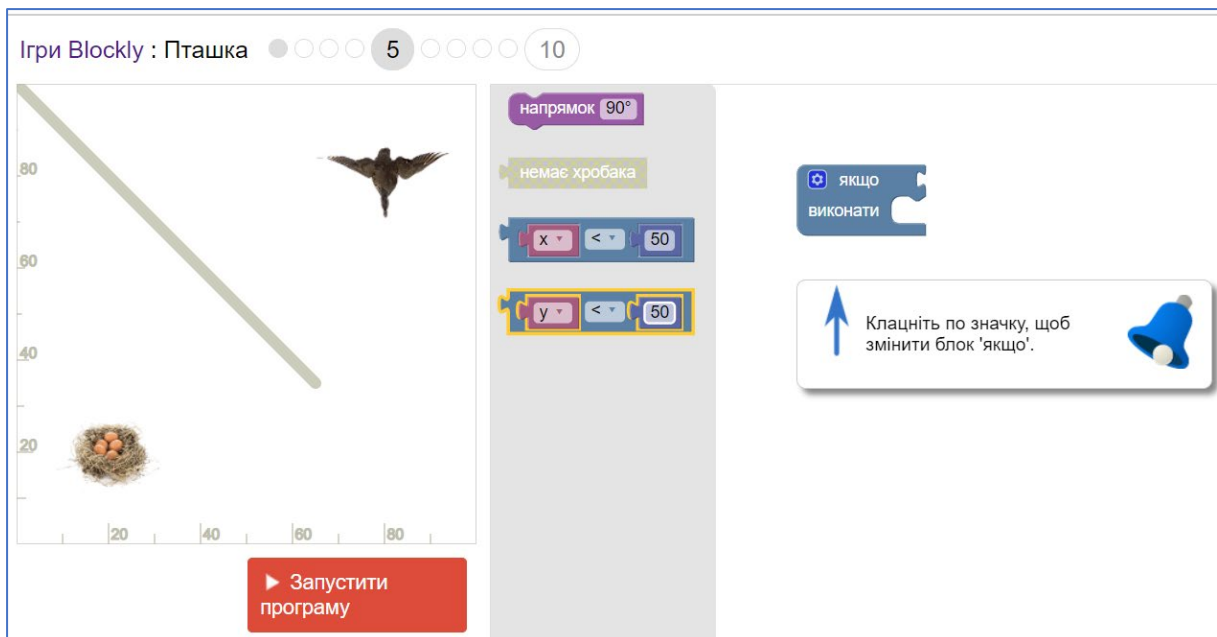 Ігри Blockly : Пташка 5 10
80
60
40
20
20 40 60 80
Запустити
програму
напрямок 90°
немає хробака
x < 50
y < 50
якщо
виконати
Клацніть по значку, щоб
змінити блок 'якщо'.